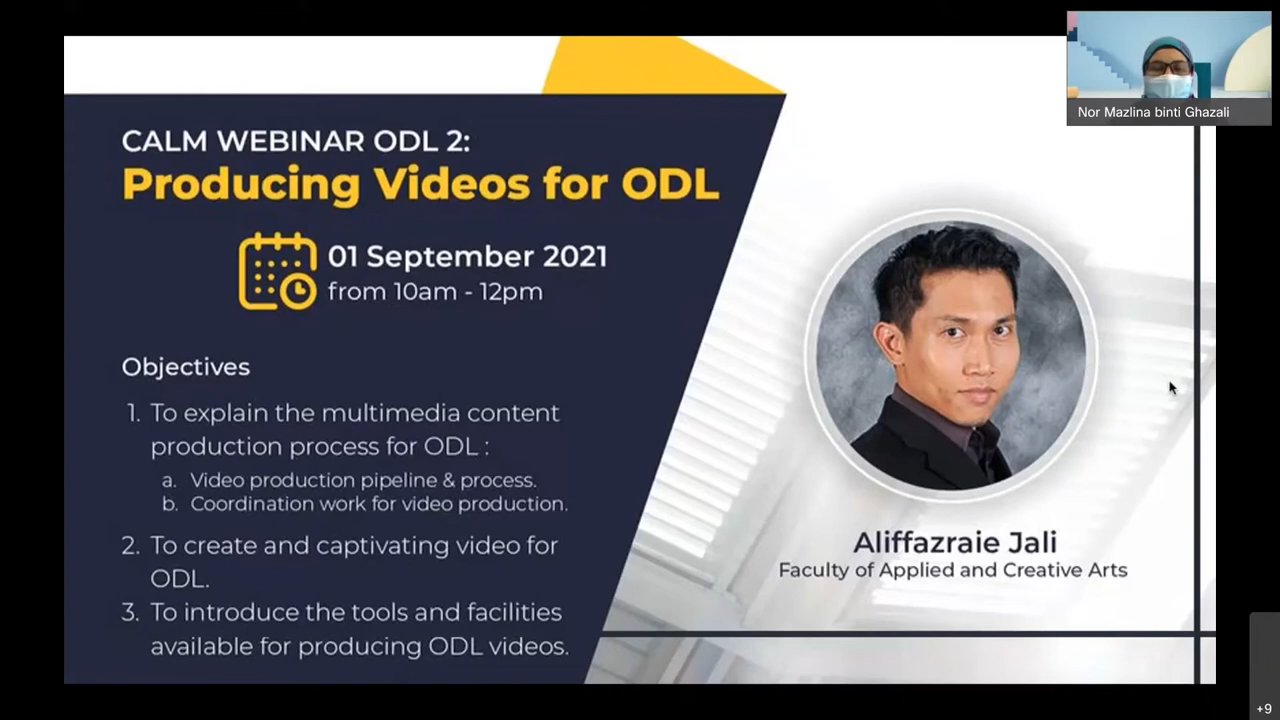 CALM WEBINAR ODL 2:
Producing Videos for ODL
01 September 2021
from 10am - 12pm
Objectives
1. To explain the multimedia content
production process for ODL :
a. Video production pipeline & process.
b. Coordination work for video production.
2. To create and captivating video for
ODL.
3. To introduce the tools and facilities
available for producing ODL videos.
Aliffazraie Jali
Faculty of Applied and Creative Arts
Nor Mazlina binti Ghazali
+9